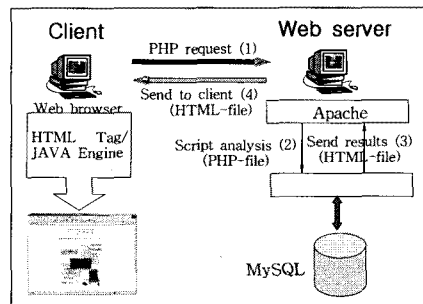 Client
Web server
PHP request (1)
Send to client (4)
(HTML-file)
Web browser
HTML Tag/
JAVA Engine
Apache
Script analysis (2)
(PHP-file)
Send results (3)
(HTML-file)
MySQL